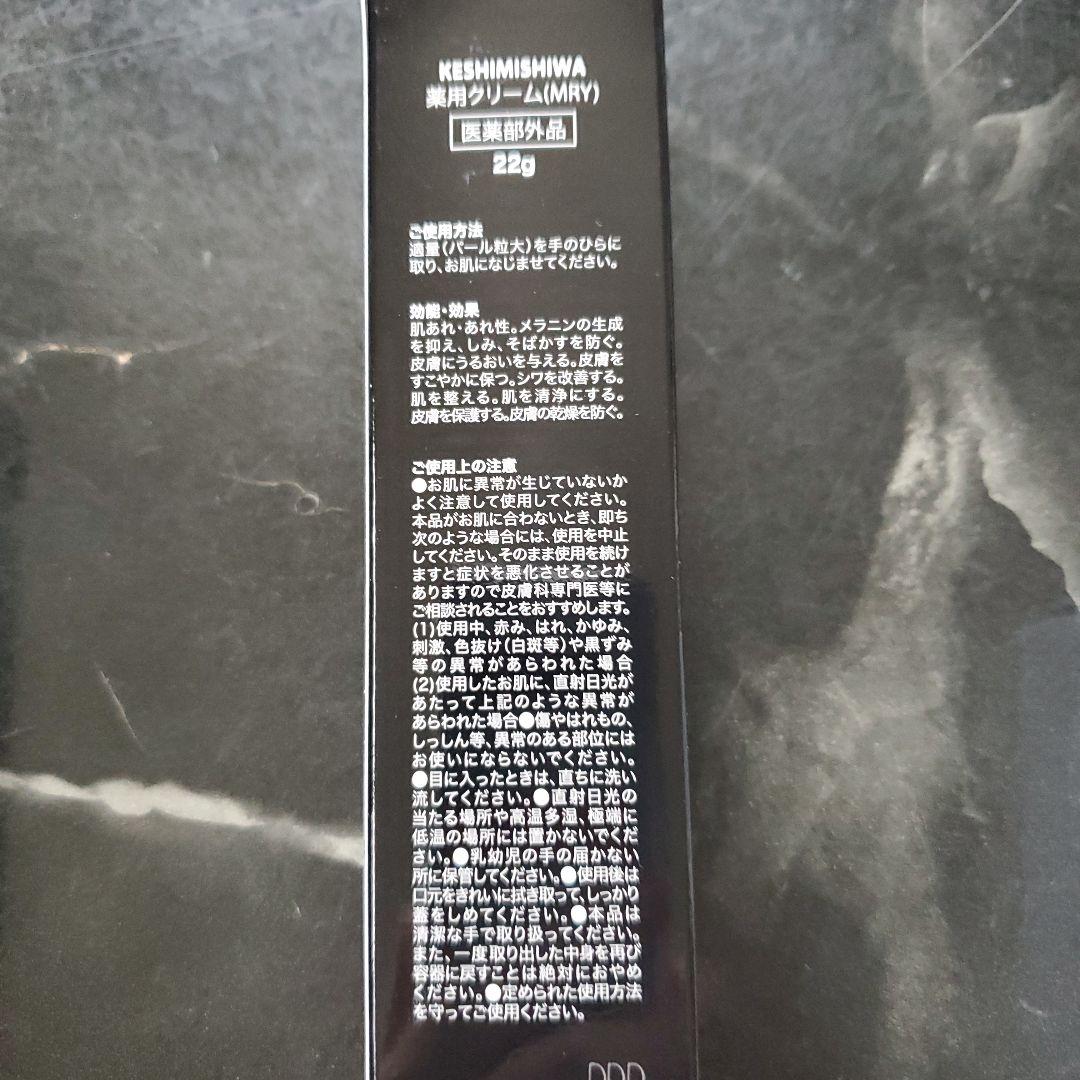 KESHIMISHIWA
薬用クリーム(MRY)
医薬部外品
22g
ご使用方法
適量(パール粒大)を手のひらに
取り、お肌になじませてください。
効能・効果
肌あれ・あれ性。メラニンの生成
を抑え、しみ、そばかすを防ぐ。
皮膚にうるおいを与える。皮膚を
すこやかに保つ。シワを改善する。
肌を整える。肌を清浄にする。
皮膚を保護する。皮膚の乾燥を防ぐ。
ご使用上の注意
●お肌に異常が生じていないか
よく注意して使用してください。
本品がお肌に合わないとき、即ち
次のような場合には、使用を中止
してください。そのまま使用を続け
ますと症状を悪化させることが
ありますので皮膚科専門医等に
ご相談されることをおすすめします。
(1)使用中、赤み、はれ、かゆみ、
刺激、色抜け(白斑等)や黒ずみ
等の異常があらわれた場合
(2)使用したお肌に、直射日光が
あたって上記のような異常が
あらわれた場合●傷やはれもの、
しっしん等、異常のある部位には
お使いにならないでください。
●目に入ったときは、直ちに洗い
流してください。●直射日光の
当たる場所や高温多湿、極端に
低温の場所には置かないでくだ
さい。●乳幼児の手の届かない
所に保管してください。●使用後は
口元をきれいに拭き取って、しっかり
蓋をしめてください。●本品は
清潔な手で取り扱ってください。
また、一度取り出した中身を再び
容器に戻すことは絶対におやめ
ください。●定められた使用方法
を守ってご使用ください。